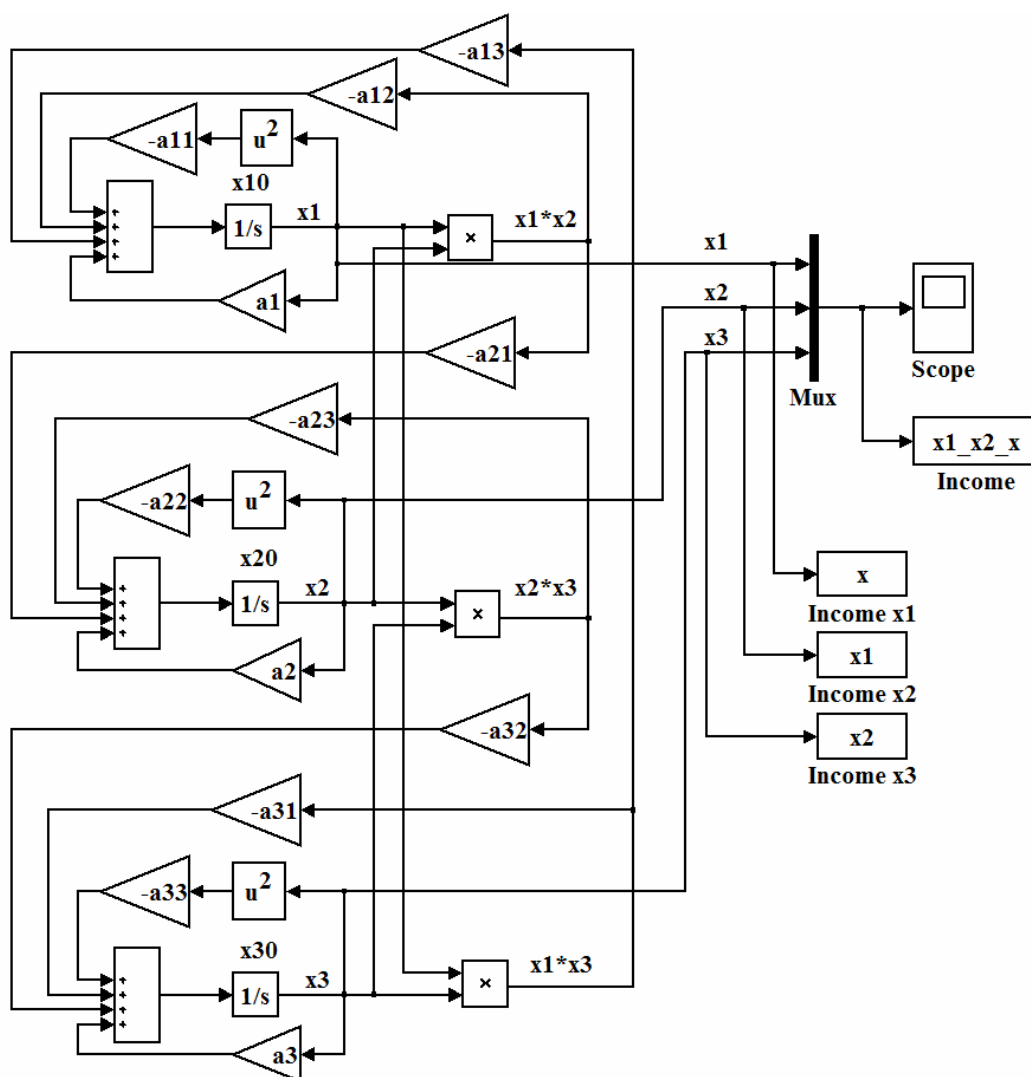 -a13
-a12
-a11
u2
x10
1/s
x1
x1*x2
×
a1
x1
x2
x3
Mux
Scope
x1_x2_x
Income
-a21
-a23
-a22
u2
x20
1/s
x2
x2*x3
×
a2
x
Income x1
x1
Income x2
x2
Income x3
-a32
-a31
-a33
u2
x30
1/s
x3
x1*x3
×
a3